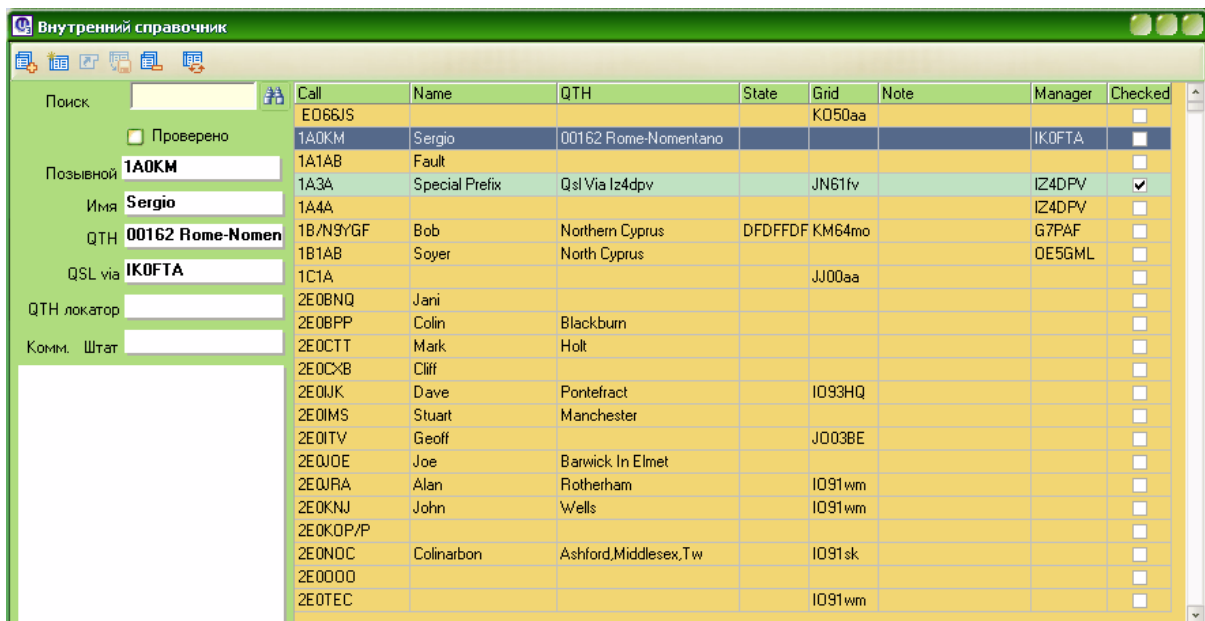 Внутренний справочник
Поиск
Проверено
Позывной 1A0KM
Имя Sergio
QTH 00162 Rome-Nomen
QSL via IK0FTA
QTH локатор
Комм. Штат
Call Name QTH State Grid Note Manager Checked
EO66JS KO50aa
1A0KM Sergio 00162 Rome-Nomentano IK0FTA
1A1AB Fault
1A3A Special Prefix Qsl Via Iz4dpv JN61fv IZ4DPV
1A4A IZ4DPV
1B/N9YGF Bob Northern Cyprus DFDFFDF KM64mo G7PAF
1B1AB Soyer North Cyprus OE5GML
1C1A JJ00aa
2E0BNQ Jani
2E0BPP Colin Blackburn
2E0CTT Mark Holt
2E0CXB Cliff
2E0IJK Dave Pontefract IO93HQ
2E0IMS Stuart Manchester
2E0ITV Geoff JO03BE
2E0JOE Joe Barwick In Elmet
2E0JRA Alan Rotherham IO91wm
2E0KNJ John Wells IO91wm
2E0KOP/P
2E0NOC Colinarbon Ashford,Middlesex,Tw IO91sk
2E0OOO
2E0TEC IO91wm